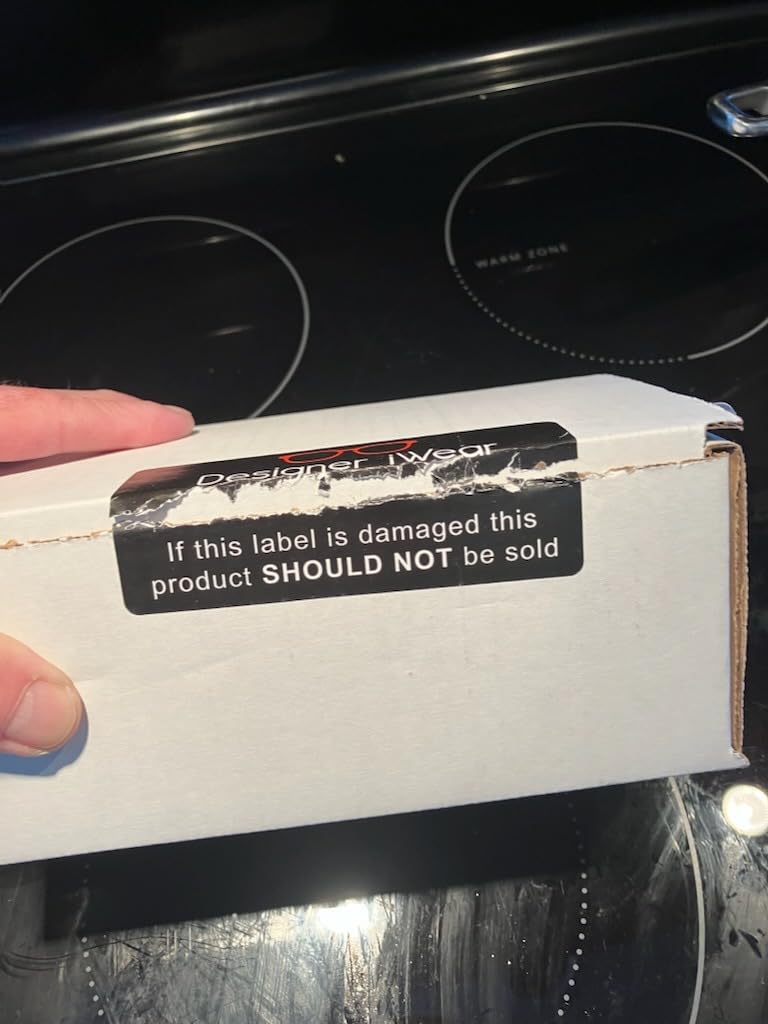 WARM ZONE
Designer iWear
If this label is damaged this
product SHOULD NOT be sold